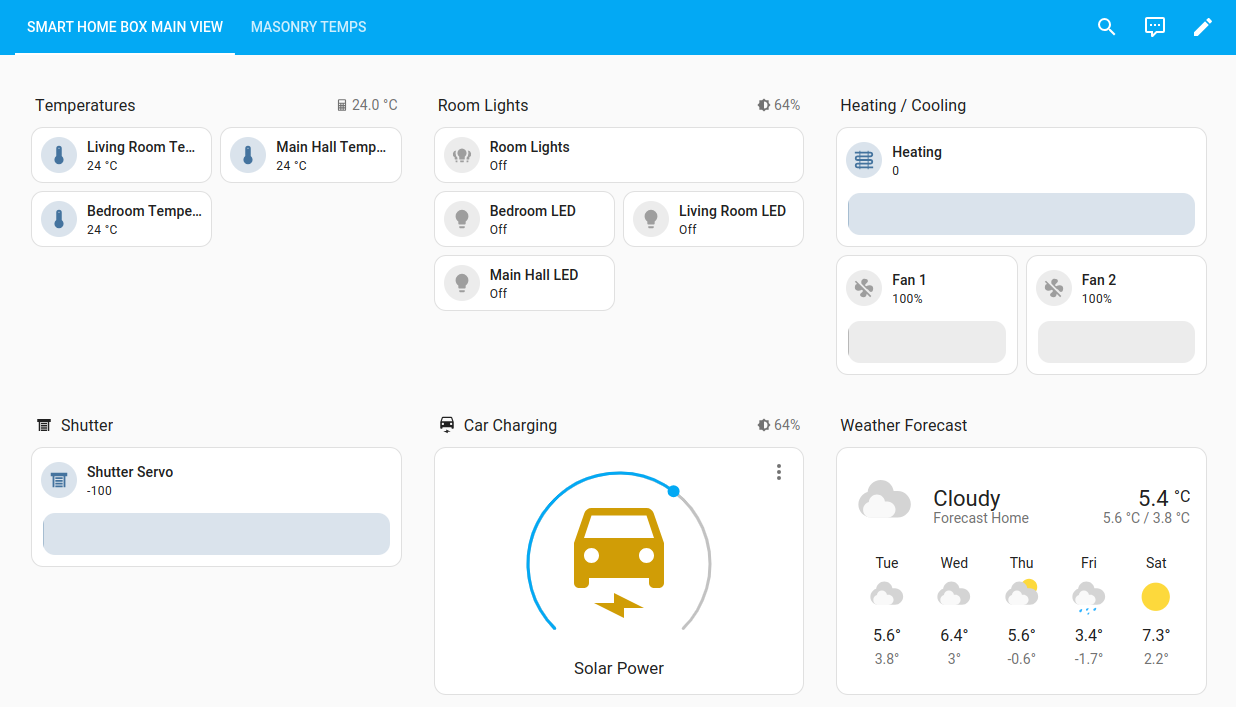 SMART HOME BOX MAIN VIEW
MASONRY TEMPS
Temperatures
24.0 °C
Living Room Te...
24 °C
Main Hall Temp...
24 °C
Bedroom Tempe...
24 °C
Room Lights
64%
Room Lights
Off
Bedroom LED
Off
Living Room LED
Off
Main Hall LED
Off
Heating / Cooling
Heating
0
Fan 1
100%
Fan 2
100%
Shutter
Shutter Servo
-100
Car Charging
64%
Solar Power
Weather Forecast
Cloudy
Forecast Home
5.4 °C
5.6 °C / 3.8 °C
Tue Wed Thu Fri Sat
5.6° 6.4° 5.6° 3.4° 7.3°
3.8° 3° -0.6° -1.7° 2.2°